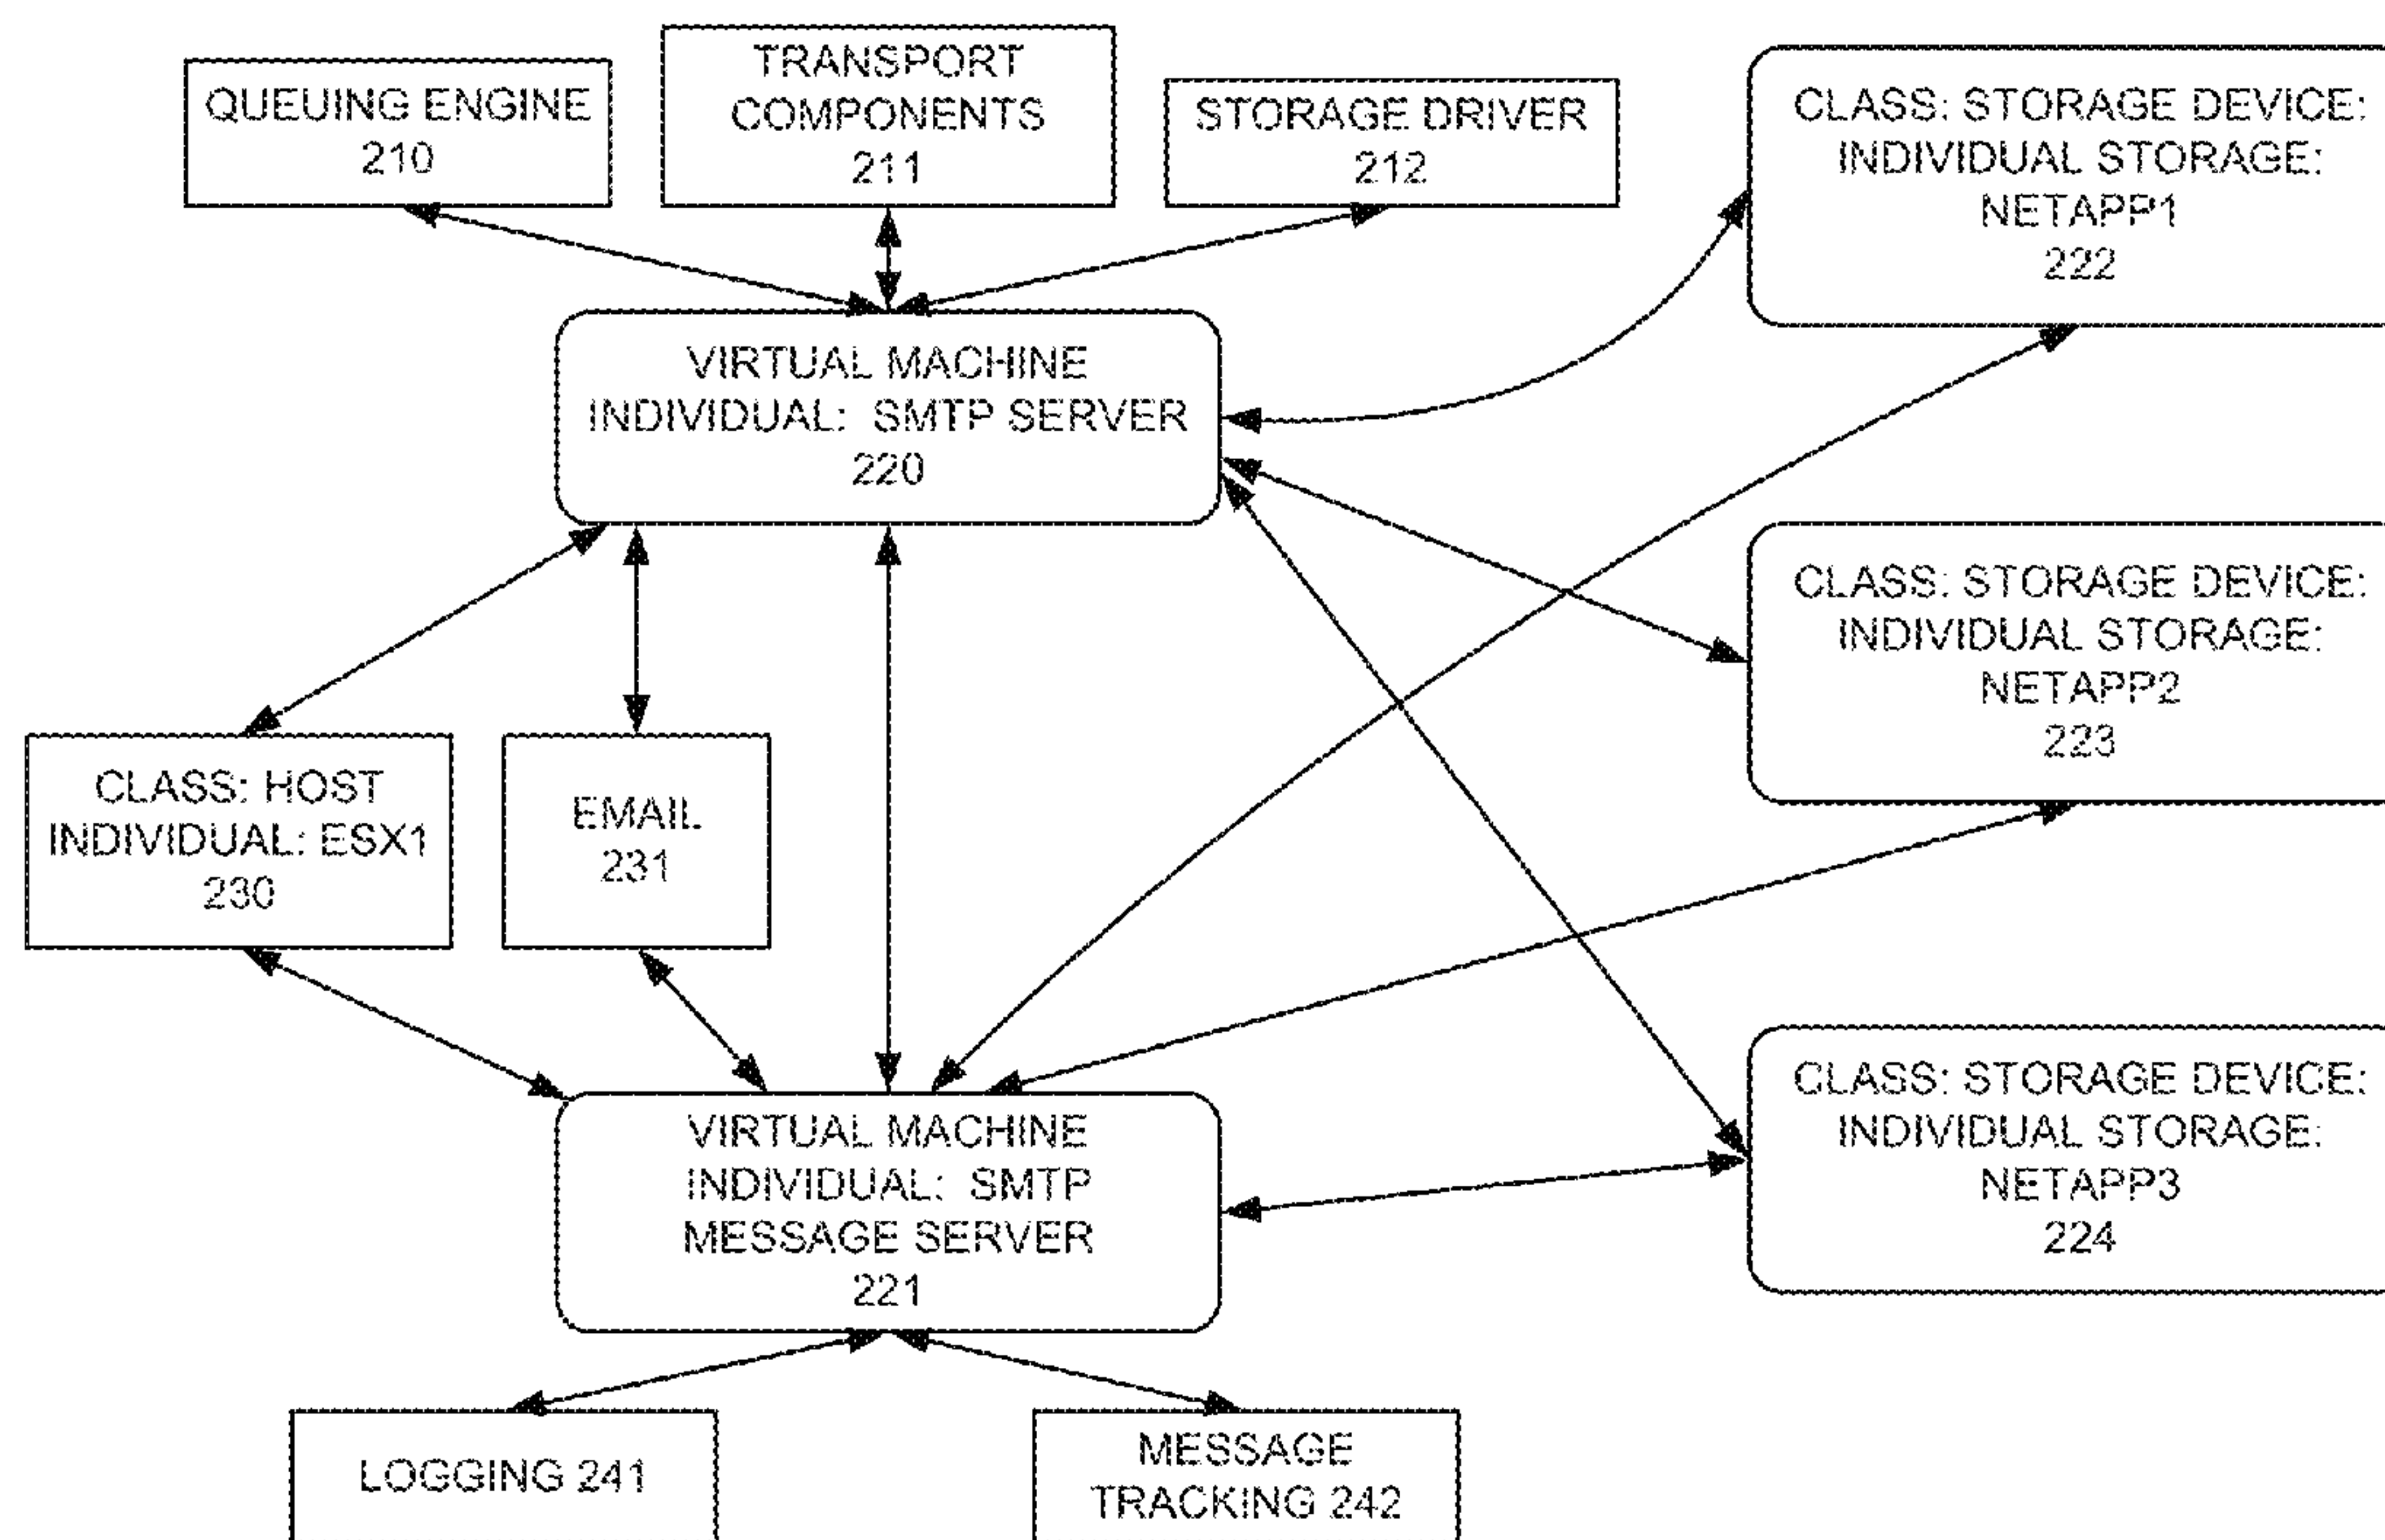 QUEUING ENGINE
210
TRANSPORT
COMPONENTS
211
STORAGE DRIVER
212
CLASS: STORAGE DEVICE:
INDIVIDUAL STORAGE:
NETAPP1
222
VIRTUAL MACHINE
INDIVIDUAL: SMTP SERVER
220
CLASS: STORAGE DEVICE:
INDIVIDUAL STORAGE:
NETAPP2
223
CLASS: HOST
INDIVIDUAL: ESX1
230
EMAIL
231
VIRTUAL MACHINE
INDIVIDUAL: SMTP
MESSAGE SERVER
221
CLASS: STORAGE DEVICE:
INDIVIDUAL STORAGE:
NETAPP3
224
LOGGING 241
MESSAGE
TRACKING 242